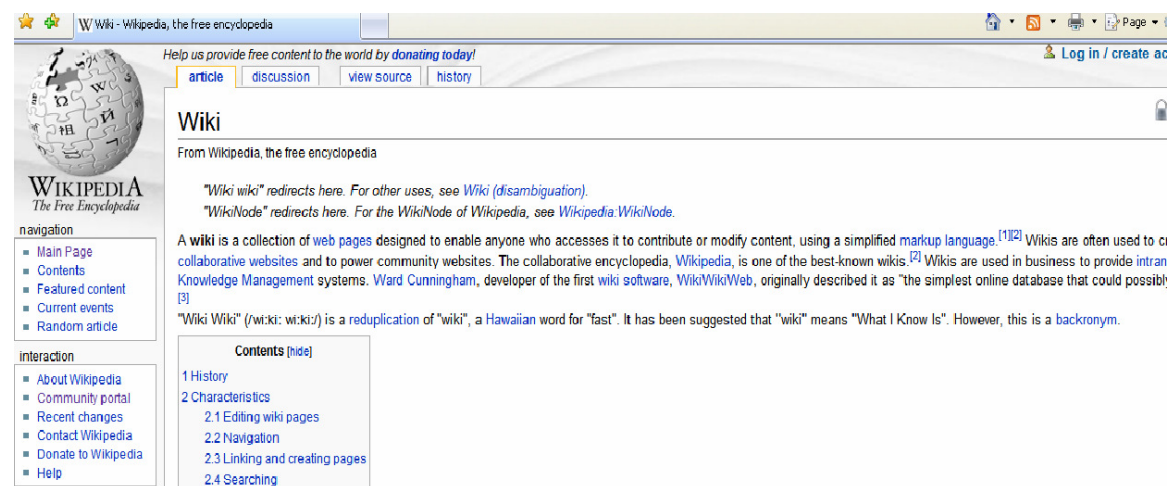 Wiki - Wikipedia, the free encyclopedia
Page
Help us provide free content to the world by donating today!
Log in / create ac
article discussion view source history
Wiki
From Wikipedia, the free encyclopedia
"Wiki wiki" redirects here. For other uses, see Wiki (disambiguation).
"WikiNode" redirects here. For the WikiNode of Wikipedia, see Wikipedia:WikiNode.
A wiki is a collection of web pages designed to enable anyone who accesses it to contribute or modify content, using a simplified markup language.[1][2] Wikis are often used to cr
collaborative websites and to power community websites. The collaborative encyclopedia, Wikipedia, is one of the best-known wikis.[2] Wikis are used in business to provide intran
Knowledge Management systems. Ward Cunningham, developer of the first wiki software, WikiWikiWeb, originally described it as "the simplest online database that could possibly
[3]
"Wiki Wiki" (/wiːkiː wiːkiː/) is a reduplication of "wiki", a Hawaiian word for "fast". It has been suggested that "wiki" means "What I Know Is". However, this is a backronym.
Contents [hide]
1 History
2 Characteristics
2.1 Editing wiki pages
2.2 Navigation
2.3 Linking and creating pages
2.4 Searching
WIKIPEDIA
The Free Encyclopedia
navigation
Main Page
Contents
Featured content
Current events
Random article
interaction
About Wikipedia
Community portal
Recent changes
Contact Wikipedia
Donate to Wikipedia
Help